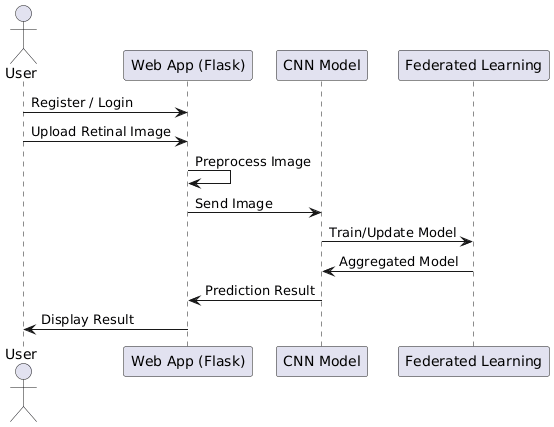 User
Web App (Flask)
CNN Model
Federated Learning
Register / Login
Upload Retinal Image
Preprocess Image
Send Image
Train/Update Model
Aggregated Model
Prediction Result
Display Result
User
Web App (Flask)
CNN Model
Federated Learning